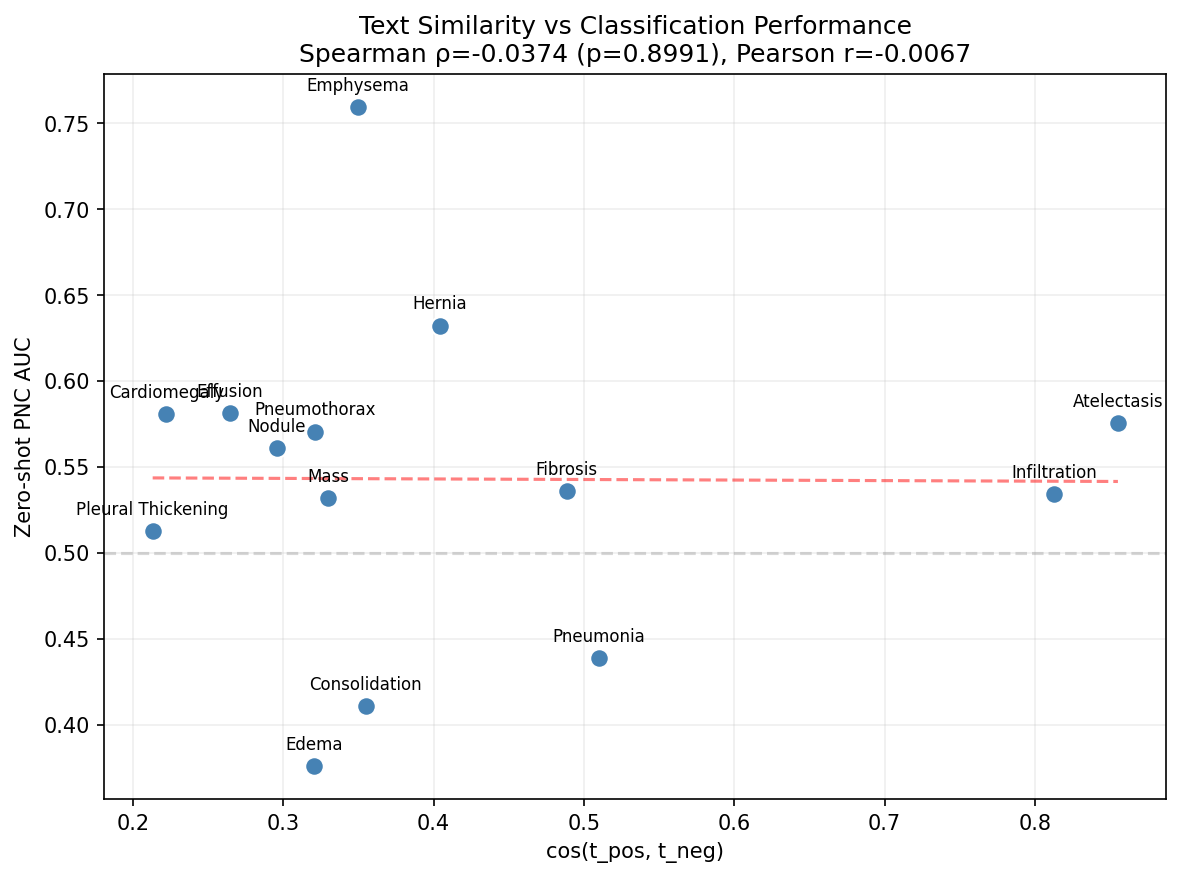 Text Similarity vs Classification Performance
Spearman ρ=-0.0374 (p=0.8991), Pearson r=-0.0067
Emphysema
0.75
0.70
0.65
Hernia
0.60
Cardiomegaly
Effusion
Atelectasis
Pneumothorax
Nodule
0.55
Mass
Fibrosis
Infiltration
Pleural Thickening
0.50
0.45
Pneumonia
Consolidation
0.40
Edema
Zero-shot PNC AUC
0.2 0.3 0.4 0.5 0.6 0.7 0.8
cos(t_pos, t_neg)